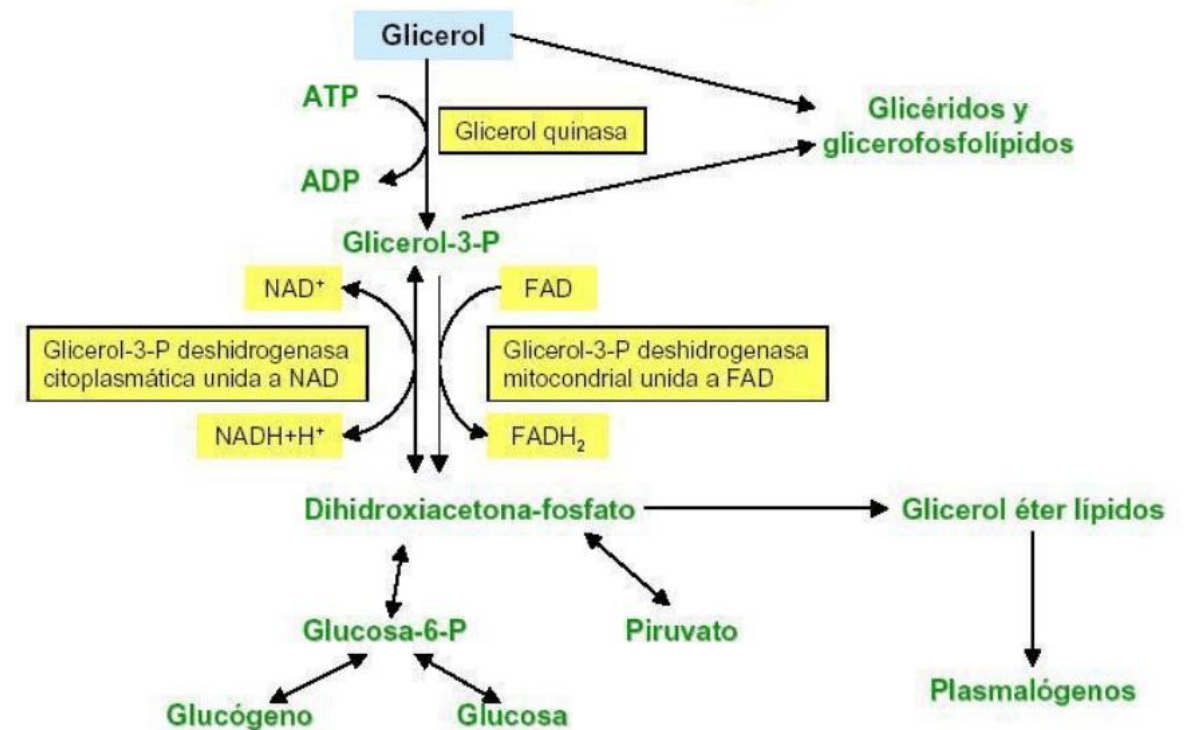 Glicerol
ATP
Glicerol quinasa
ADP
Glicéridos y
glicerofosfolípidos
Glicerol-3-P
NAD⁺
FAD
Glicerol-3-P deshidrogenasa
citoplasmática unida a NAD
Glicerol-3-P deshidrogenasa
mitocondrial unida a FAD
NADH+H⁺
FADH₂
Dihidroxiacetona-fosfato
Glicerol éter lípidos
Glucosa-6-P
Piruvato
Plasmalógenos
Glucógeno
Glucosa